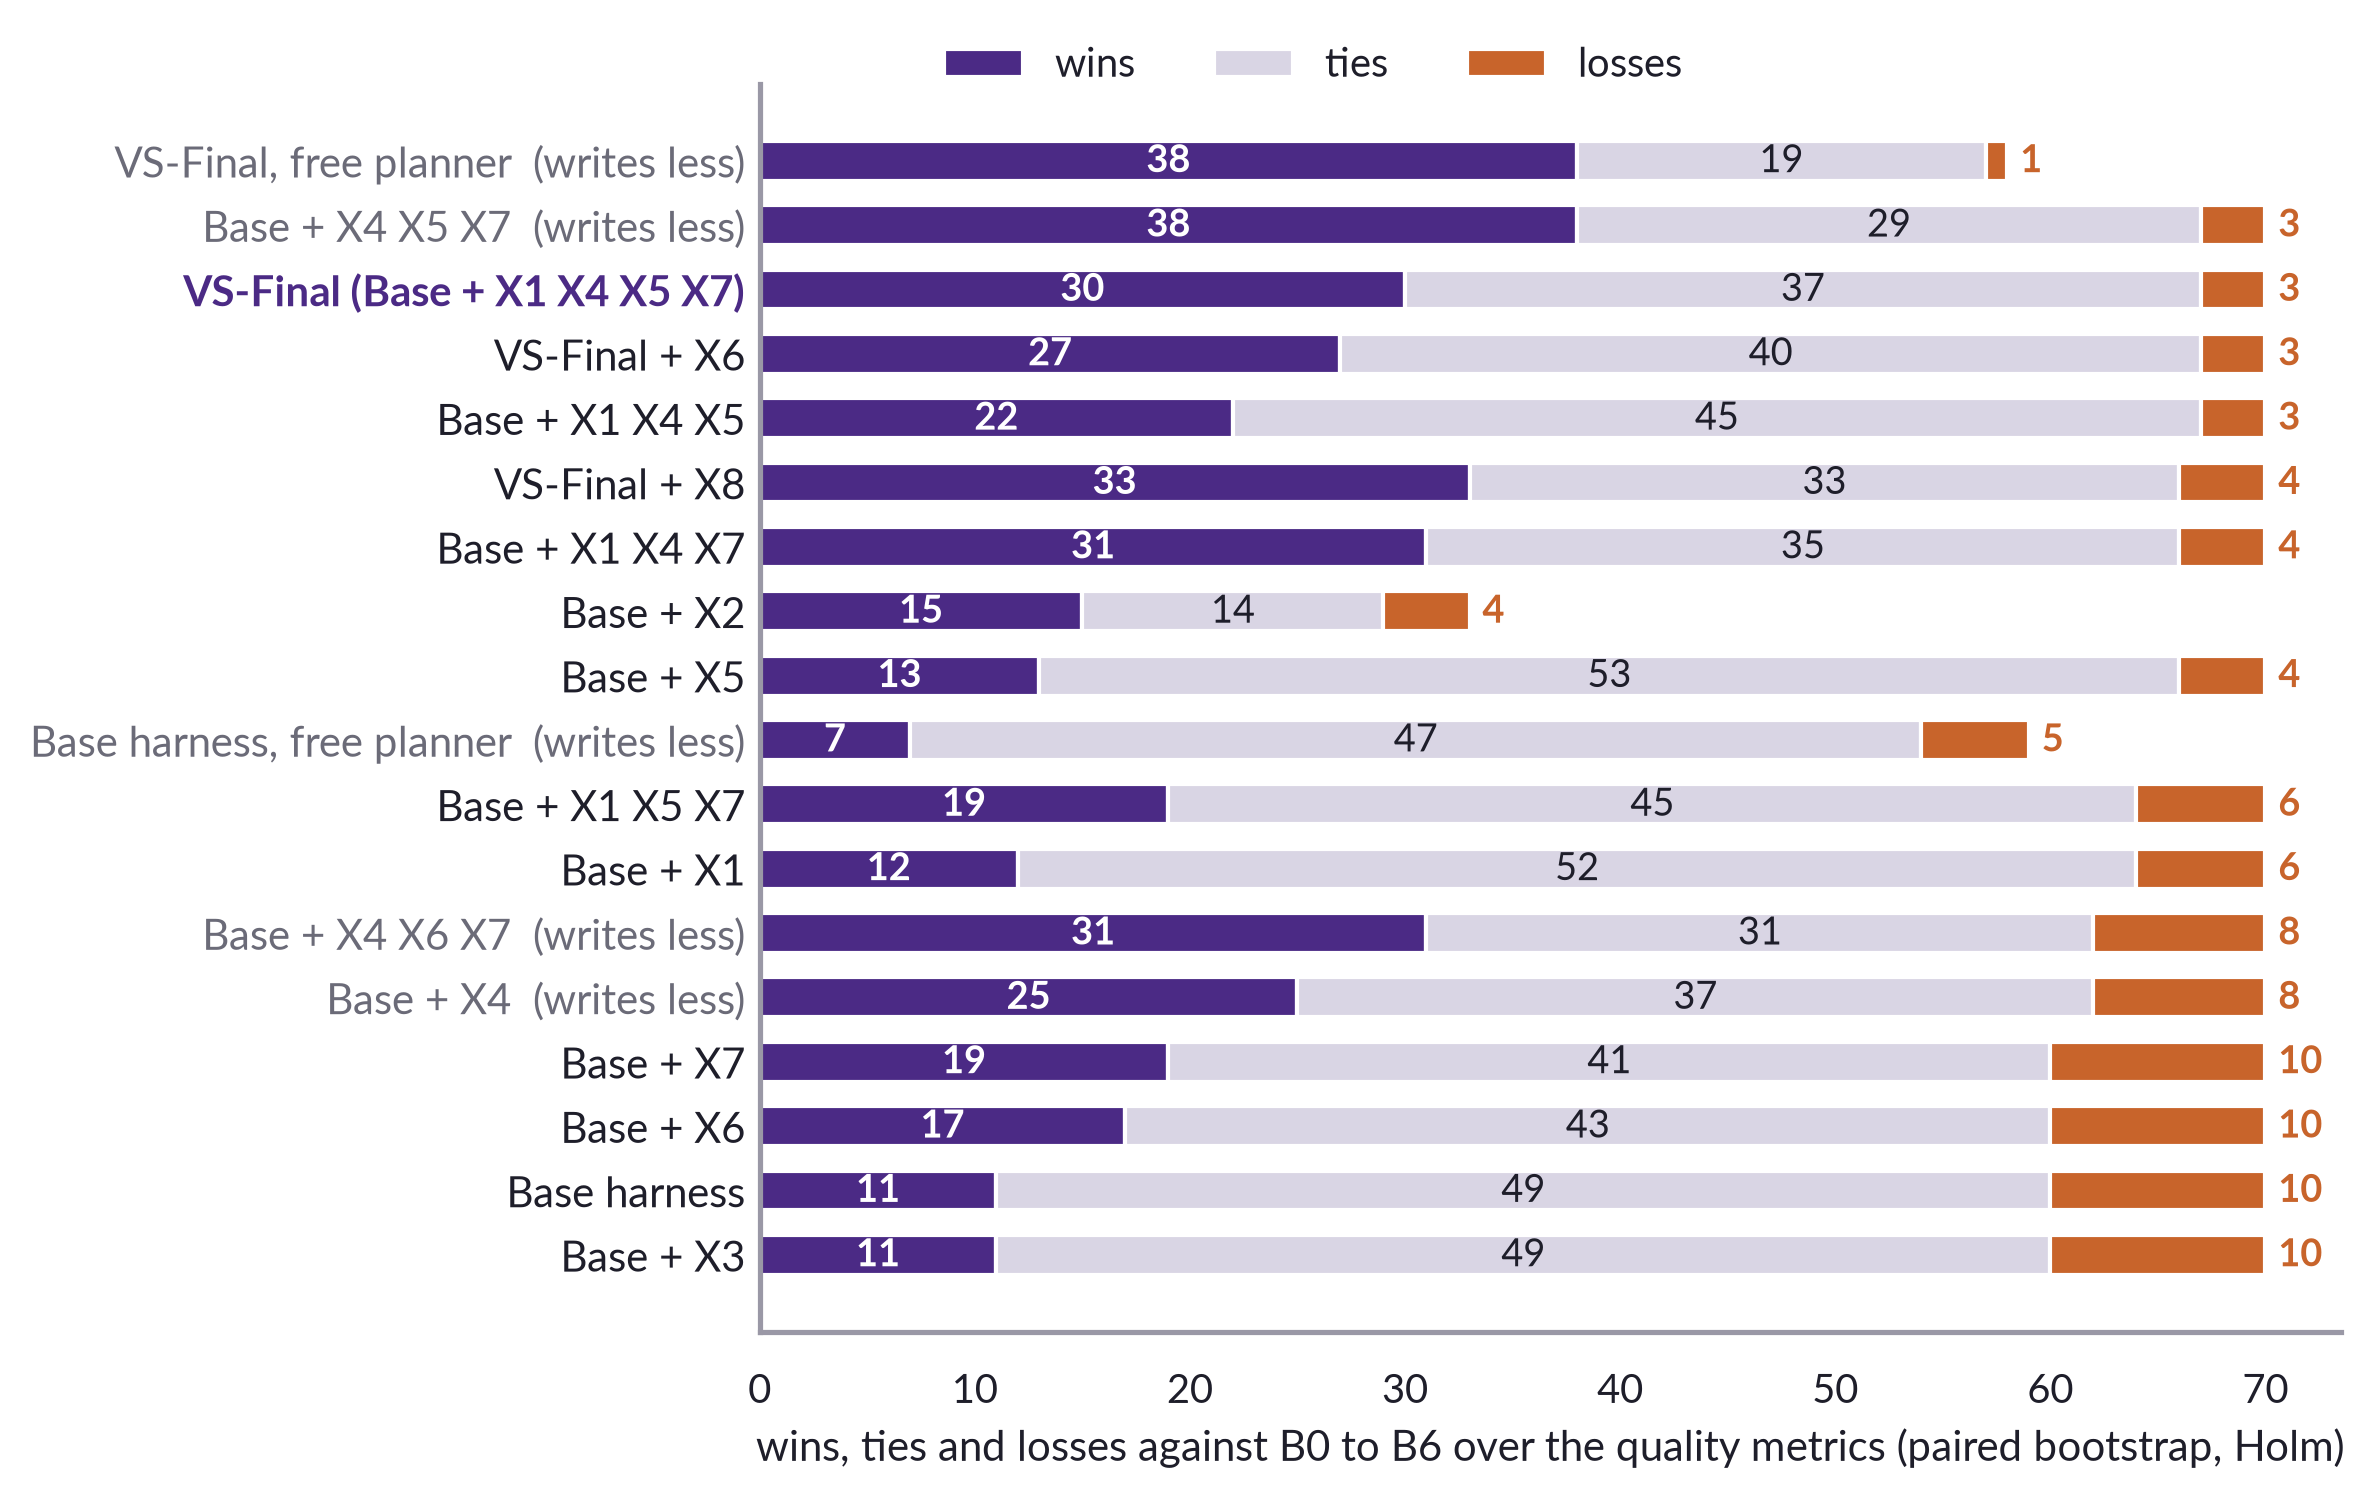 wins ties losses
VS-Final, free planner (writes less) 38 19 1
Base + X4 X5 X7 (writes less) 38 29 3
VS-Final (Base + X1 X4 X5 X7) 30 37 3
VS-Final + X6 27 40 3
Base + X1 X4 X5 22 45 3
VS-Final + X8 33 33 4
Base + X1 X4 X7 31 35 4
Base + X2 15 14 4
Base + X5 13 53 4
Base harness, free planner (writes less) 7 47 5
Base + X1 X5 X7 19 45 6
Base + X1 12 52 6
Base + X4 X6 X7 (writes less) 31 31 8
Base + X4 (writes less) 25 37 8
Base + X7 19 41 10
Base + X6 17 43 10
Base harness 11 49 10
Base + X3 11 49 10
0 10 20 30 40 50 60 70
wins, ties and losses against B0 to B6 over the quality metrics (paired bootstrap, Holm)